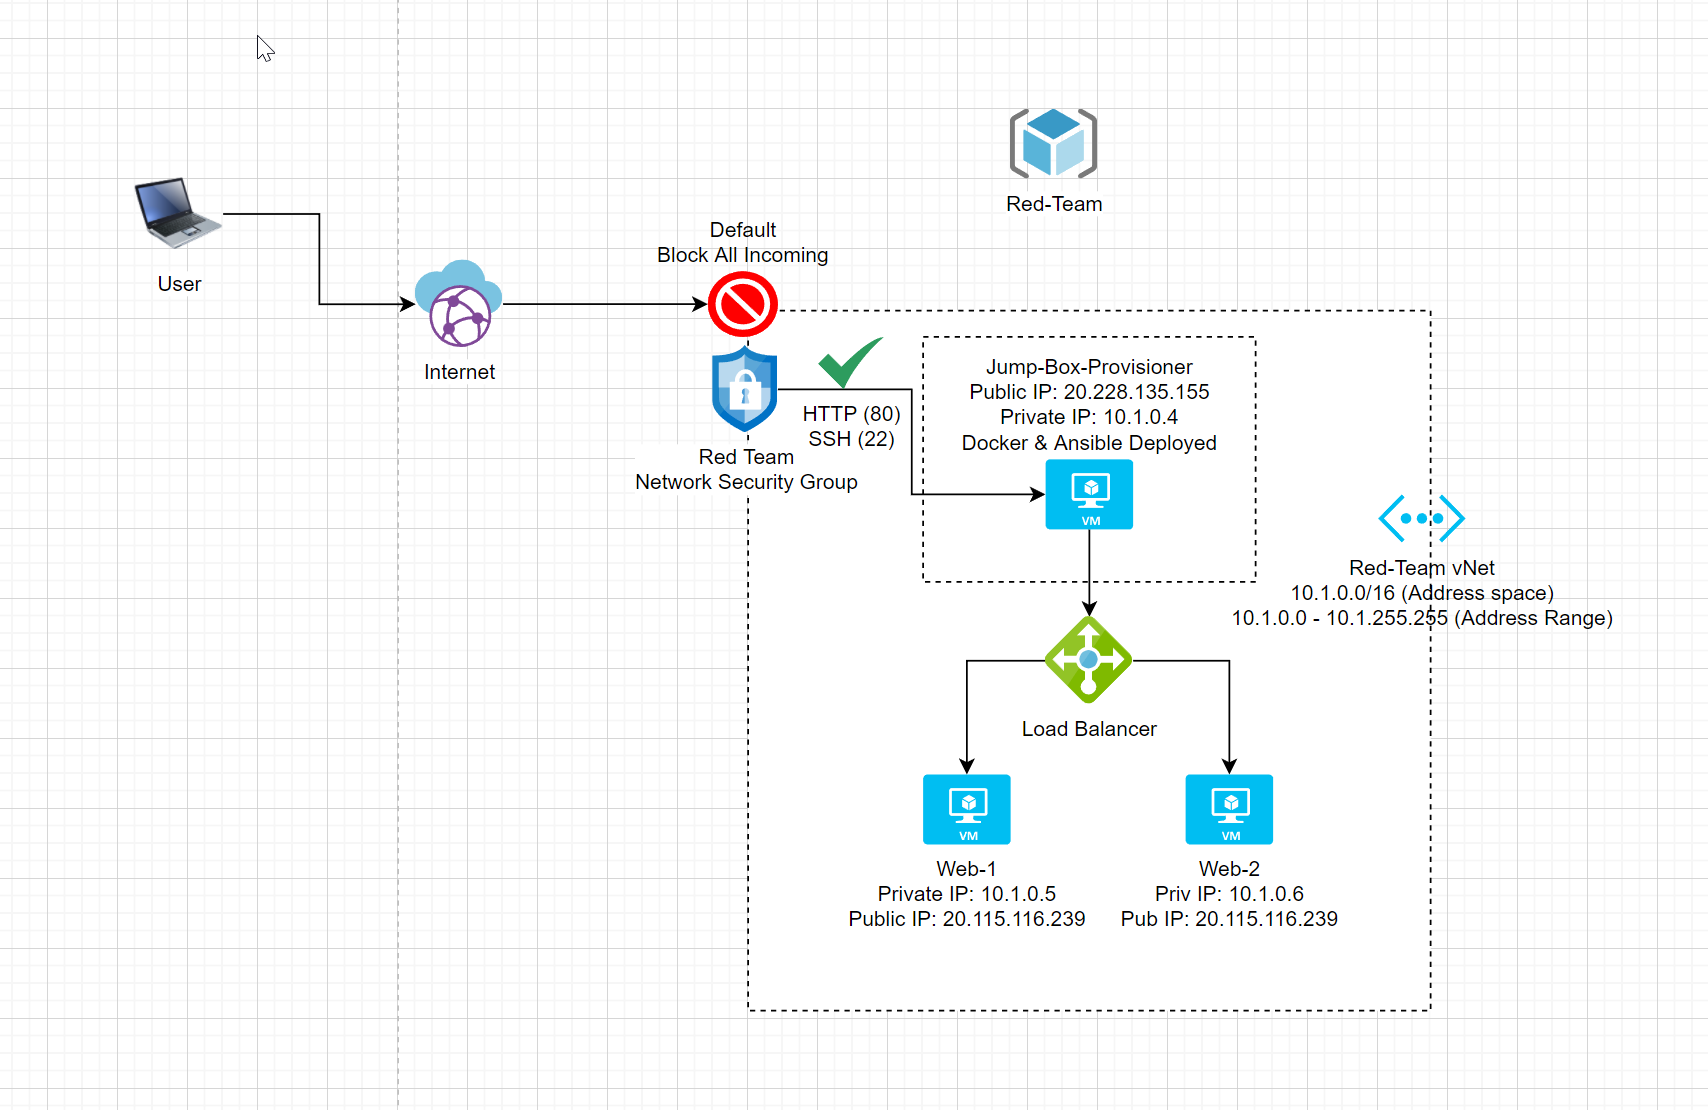 Red-Team
Default
Block All Incoming
User
Internet
Jump-Box-Provisioner
Public IP: 20.228.135.155
Private IP: 10.1.0.4
Docker & Ansible Deployed
HTTP (80)
SSH (22)
Red Team
Network Security Group
VM
Red-Team vNet
10.1.0.0/16 (Address space)
10.1.0.0 - 10.1.255.255 (Address Range)
Load Balancer
VM
Web-1
Private IP: 10.1.0.5
Public IP: 20.115.116.239
VM
Web-2
Priv IP: 10.1.0.6
Pub IP: 20.115.116.239